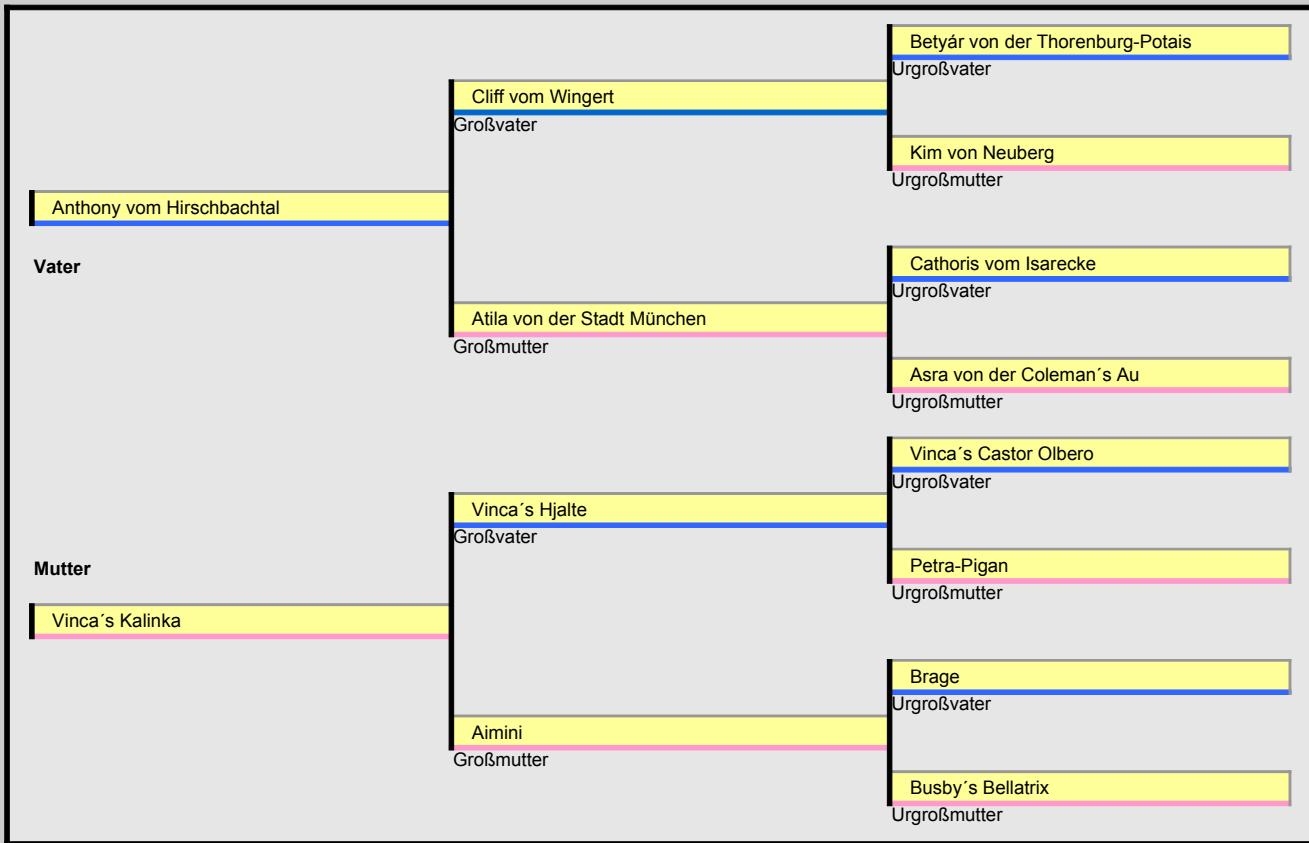 Betyár von der Thorenburg-Potais
Urgroßvater
Cliff vom Wingert
Großvater
Kim von Neuberg
Urgroßmutter
Anthony vom Hirschbachtal
Vater
Cathoris vom Isarecke
Urgroßvater
Atila von der Stadt München
Großmutter
Asra von der Coleman´s Au
Urgroßmutter
Vinca´s Castor Olbero
Urgroßvater
Vinca´s Hjalte
Großvater
Mutter
Petra-Pigan
Urgroßmutter
Vinca´s Kalinka
Brage
Urgroßvater
Aimini
Großmutter
Busby´s Bellatrix
Urgroßmutter